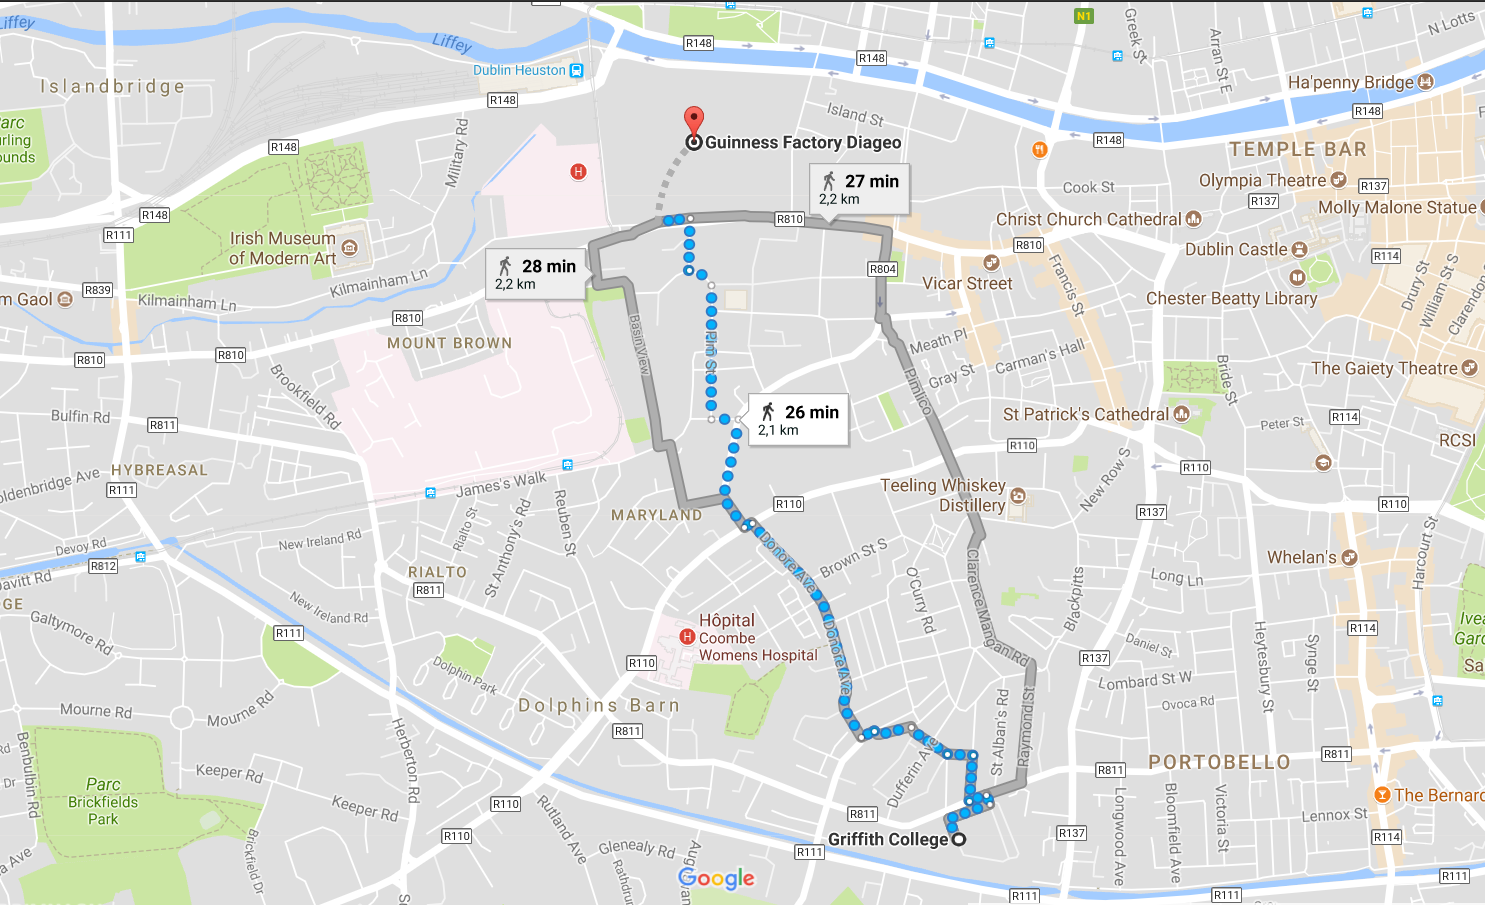 N1
Liffey
Liffey
R148
R148
Greek St
Arran St E
N Lotts
Islandbridge
Dublin Heuston
R148
Ha'penny Bridge
R148
Parc
Military Rd
Island St
R148
R148
Guinness Factory Diageo
TEMPLE BAR
27 min
2,2 km
Cook St
Olympia Theatre
R137
R137
Molly Malone Statue
R148
R111
R810
Christ Church Cathedral
R810
Dublin Castle
R114
Irish Museum
of Modern Art
28 min
2,2 km
R804
Vicar Street
Francis St
Chester Beatty Library
Drury St
William St S
Kilmainham Ln
Kilmainham Ln
R839
m Gaol
R810
MOUNT BROWN
R810
R810
Basin View
Elm St
Meath Pl
Carman's Hall
Gray St
Pimlico
Bride St
The Gaiety Theatre
Brookfield Rd
26 min
2,1 km
St Patrick's Cathedral
R114
Peter St
Bulfin Rd
R811
R110
RCSI
HYBREASAL
oldenbridge Ave
R111
James's Walk
R110
New Row S
Teeling Whiskey
Distillery
R110
R110
R137
MARYLAND
Reuben St
Rialto St
St Anthony's Rd
New Ireland Rd
Devoy Rd
R812
Davitt Rd
Donore Ave
Brown St S
Whelan's
Harcourt St
RIALTO
R811
Clarence Mangan Rd
O'Curry Rd
Blackpitts
Long Ln
GE
New Ireland Rd
Galtymore Rd
R111
Hôpital
Coombe
Womens Hospital
Donore Ave
R114
Daniel St
Heytesbury St
Synge St
R110
R137
Lombard St W
Dolphin Park
Dolphins Barn
Ovoca Rd
Mourne Rd
Mourne Rd
R811
Herberton Rd
Dufferin Ave
St Alban's Rd
Raymond St
PORTOBELLO
R811
R811
Benbulbin Rd
Dr
Keeper Rd
Keeper Rd
Parc
Brickfields
Park
R110
R110
Rutland Ave
R811
Longwood Ave
Bloomfield Ave
Victoria St
Lennox St
The Bernard
Brickfield Dr
Griffith College
R137
R114
Glenealy Rd
R111
Google
R111
R111
R111